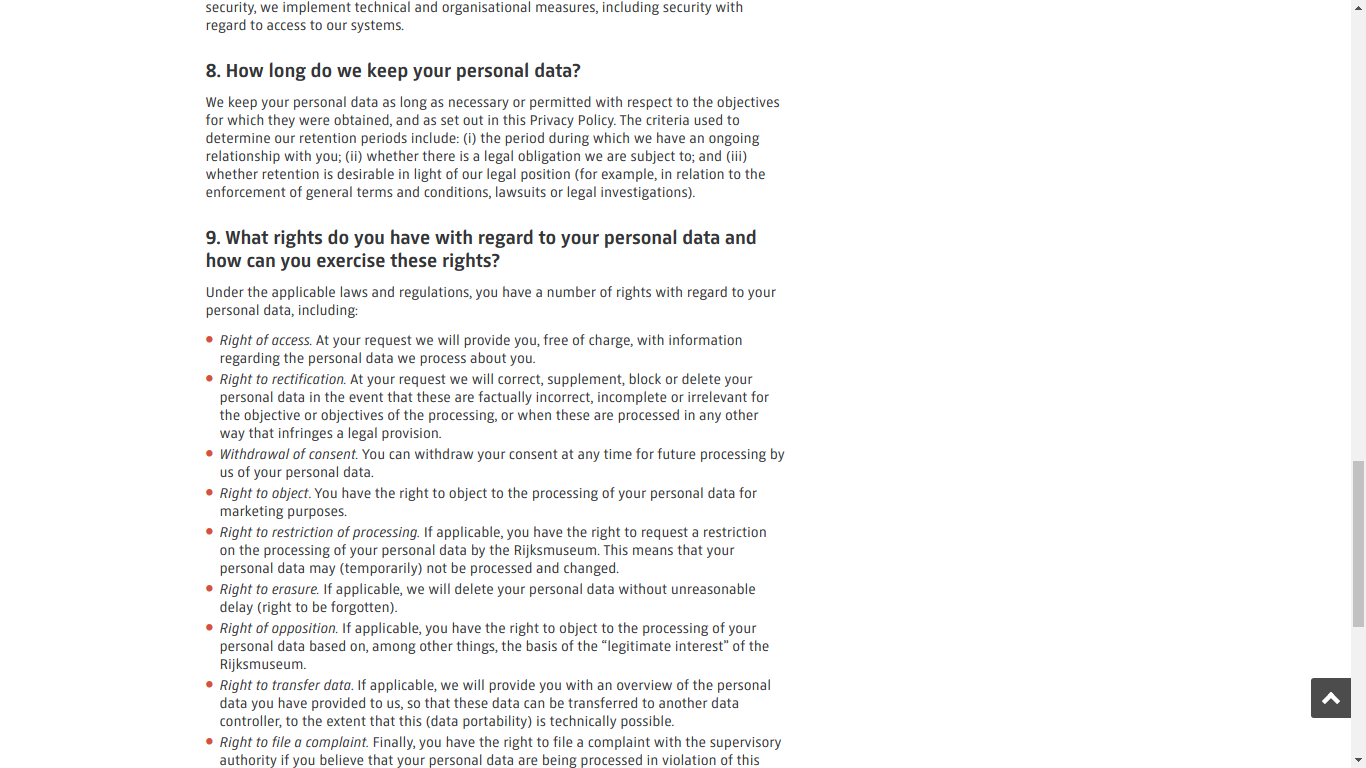 security, we implement technical and organisational measures, including security with
regard to access to our systems.
8. How long do we keep your personal data?
We keep your personal data as long as necessary or permitted with respect to the objectives
for which they were obtained, and as set out in this Privacy Policy. The criteria used to
determine our retention periods include: (i) the period during which we have an ongoing
relationship with you; (ii) whether there is a legal obligation we are subject to; and (iii)
whether retention is desirable in light of our legal position (for example, in relation to the
enforcement of general terms and conditions, lawsuits or legal investigations).
9. What rights do you have with regard to your personal data and
how can you exercise these rights?
Under the applicable laws and regulations, you have a number of rights with regard to your
personal data, including:
Right of access. At your request we will provide you, free of charge, with information
regarding the personal data we process about you.
Right to rectification. At your request we will correct, supplement, block or delete your
personal data in the event that these are factually incorrect, incomplete or irrelevant for
the objective or objectives of the processing, or when these are processed in any other
way that infringes a legal provision.
Withdrawal of consent. You can withdraw your consent at any time for future processing by
us of your personal data.
Right to object. You have the right to object to the processing of your personal data for
marketing purposes.
Right to restriction of processing. If applicable, you have the right to request a restriction
on the processing of your personal data by the Rijksmuseum. This means that your
personal data may (temporarily) not be processed and changed.
Right to erasure. If applicable, we will delete your personal data without unreasonable
delay (right to be forgotten).
Right of opposition. If applicable, you have the right to object to the processing of your
personal data based on, among other things, the basis of the “legitimate interest” of the
Rijksmuseum.
Right to transfer data. If applicable, we will provide you with an overview of the personal
data you have provided to us, so that these data can be transferred to another data
controller, to the extent that this (data portability) is technically possible.
Right to file a complaint. Finally, you have the right to file a complaint with the supervisory
authority if you believe that your personal data are being processed in violation of this